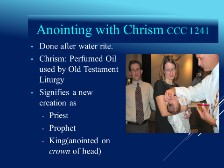 Anointing with Chrism CCC 1241
Done after water rite.
Chrism: Perfumed Oil
used by Old Testament
Liturgy
Signifies a new
creation as
Priest
Prophet
King(anointed on
crown of head)